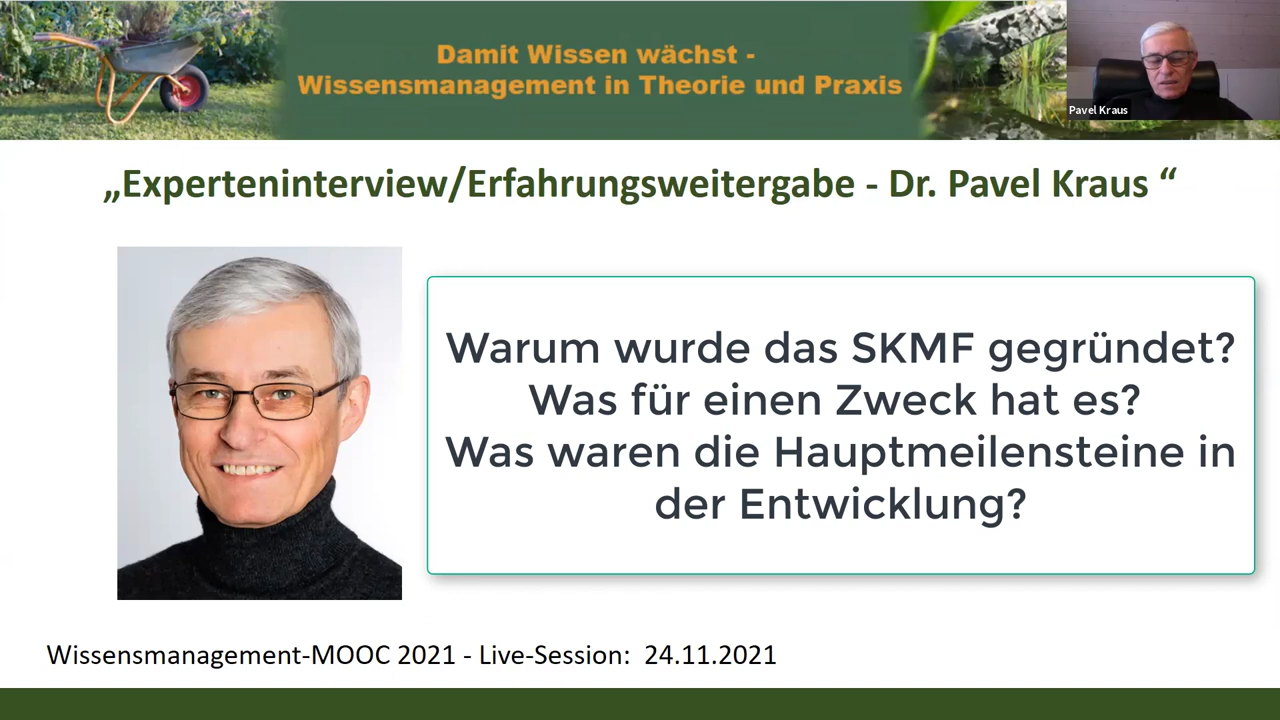 Damit Wissen wächst -
Wissensmanagement in Theorie und Praxis
Pavel Kraus
„Experteninterview/Erfahrungsweitergabe - Dr. Pavel Kraus “
Warum wurde das SKMF gegründet?
Was für einen Zweck hat es?
Was waren die Hauptmeilensteine in
der Entwicklung?
Wissensmanagement-MOOC 2021 - Live-Session: 24.11.2021